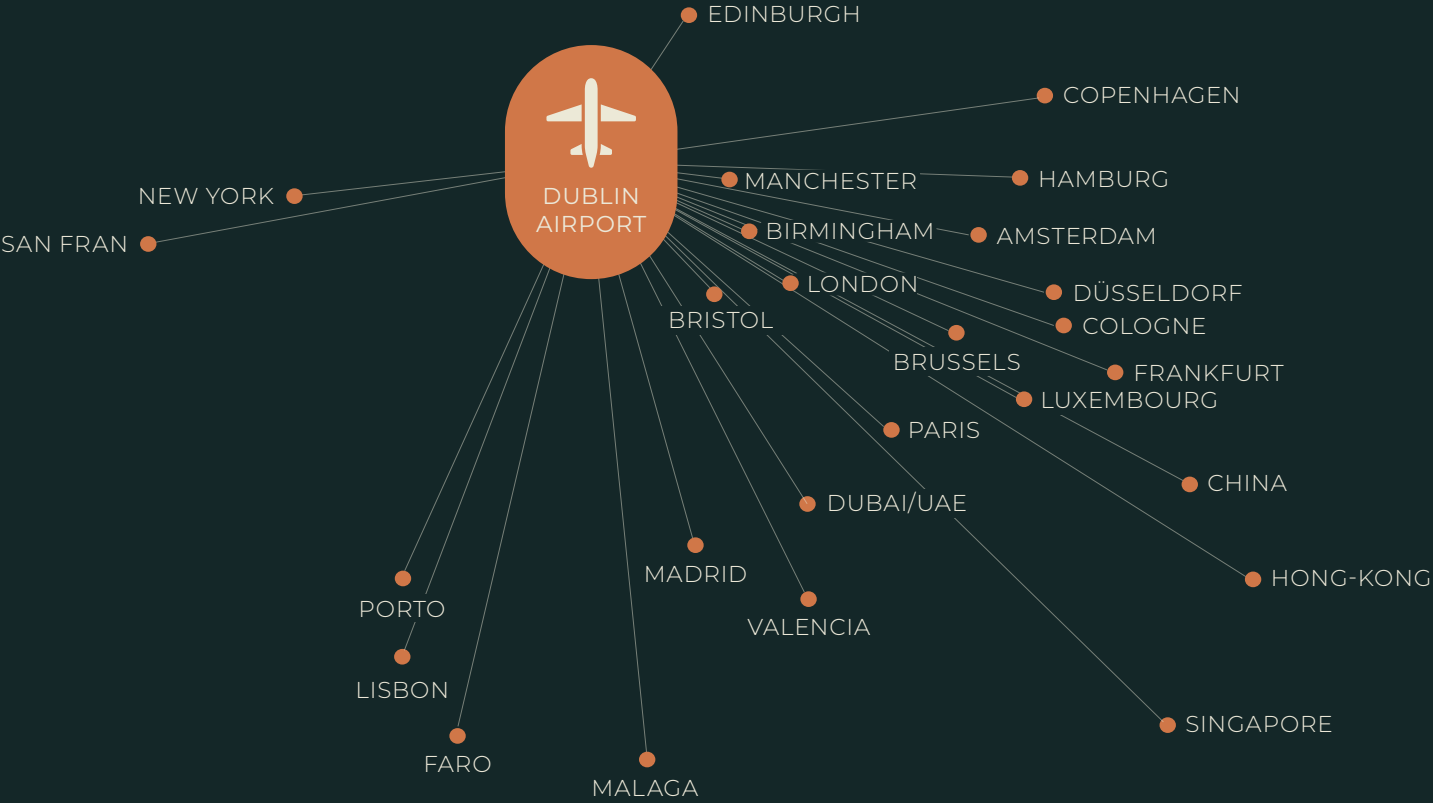 EDINBURGH
COPENHAGEN
HAMBURG
MANCHESTER
NEW YORK
DUBLIN
AIRPORT
BIRMINGHAM
AMSTERDAM
SAN FRAN
LONDON
DÜSSELDORF
BRISTOL
COLOGNE
BRUSSELS
FRANKFURT
LUXEMBOURG
PARIS
CHINA
DUBAI/UAE
MADRID
HONG-KONG
PORTO
VALENCIA
LISBON
SINGAPORE
FARO
MALAGA